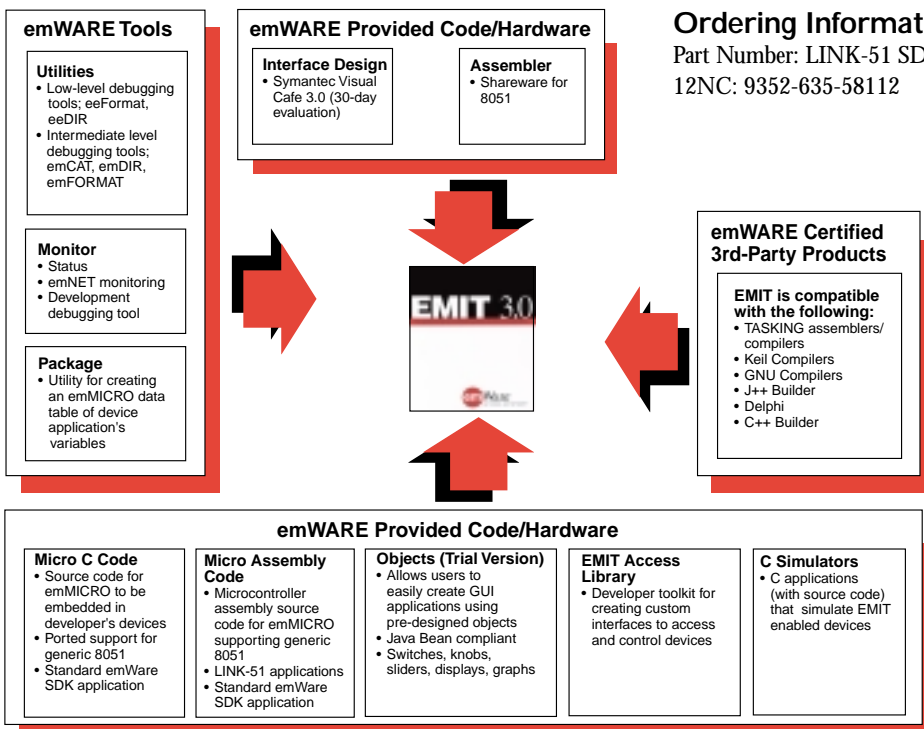 emWARE Tools
Utilities
• Low-level debugging
tools; eeFormat,
eeDIR
• Intermediate level
debugging tools;
emCAT, emDIR,
emFORMAT
Monitor
• Status
• emNET monitoring
• Development
debugging tool
Package
• Utility for creating
an emMICRO data
table of device
application's
variables
emWARE Provided Code/Hardware
Interface Design
• Symantec Visual
Cafe 3.0 (30-day
evaluation)
Assembler
• Shareware for
8051
Ordering Informat
Part Number: LINK-51 SD
12NC: 9352-635-58112
EMIT 3.0
emWare
emWARE Certified
3rd-Party Products
EMIT is compatible
with the following:
• TASKING assemblers/
compilers
• Keil Compilers
• GNU Compilers
• J++ Builder
• Delphi
• C++ Builder
emWARE Provided Code/Hardware
Micro C Code
• Source code for
emMICRO to be
embedded in
developer's devices
• Ported support for
generic 8051
• Standard emWare
SDK application
Micro Assembly
Code
• Microcontroller
assembly source
code for emMICRO
supporting generic
8051
• LINK-51 applications
• Standard emWare
SDK application
Objects (Trial Version)
• Allows users to
easily create GUI
applications using
pre-designed objects
• Java Bean compliant
• Switches, knobs,
sliders, displays, graphs
EMIT Access
Library
• Developer toolkit for
creating custom
interfaces to access
and control devices
C Simulators
• C applications
(with source code)
that simulate EMIT
enabled devices